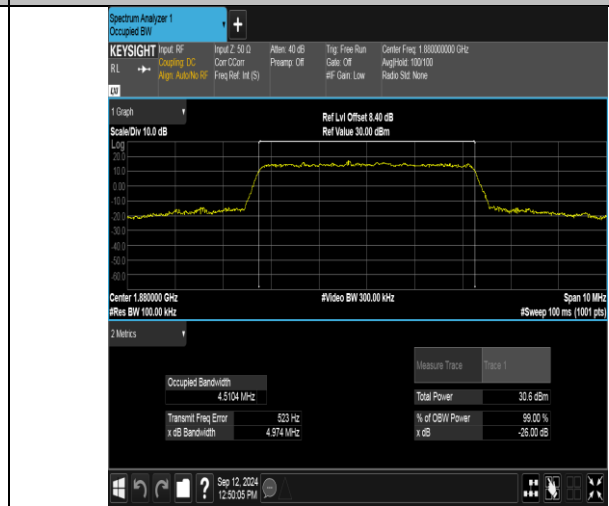 Spectrum Analyzer 1
Occupied BW
+
KEYSIGHT Input: RF Input Z: 50 Ω Atten: 40 dB Trig: Free Run Center Freq: 1.880000000 GHz
RL Coupling: DC Corr CCorr Preamp: Off Gate: Off Avg|Hold: 100/100
Align: Auto/No RF Freq Ref: Int (S) #IF Gain: Low Radio Std: None
1 Graph
Ref Lvl Offset 8.40 dB
Scale/Div 10.0 dB Ref Value 30.00 dBm
Log
20.0
10.0
0.00
-10.0
-20.0
-30.0
-40.0
-50.0
-60.0
Center 1.880000 GHz #Video BW 300.00 kHz Span 10 MHz
#Res BW 100.00 kHz #Sweep 100 ms (1001 pts)
2 Metrics
Measure Trace Trace 1
Occupied Bandwidth
4.5104 MHz
Total Power 30.6 dBm
Transmit Freq Error 523 Hz % of OBW Power 99.00 %
x dB Bandwidth 4.974 MHz x dB -26.00 dB
? Sep 12, 2024
12:50:05 PM